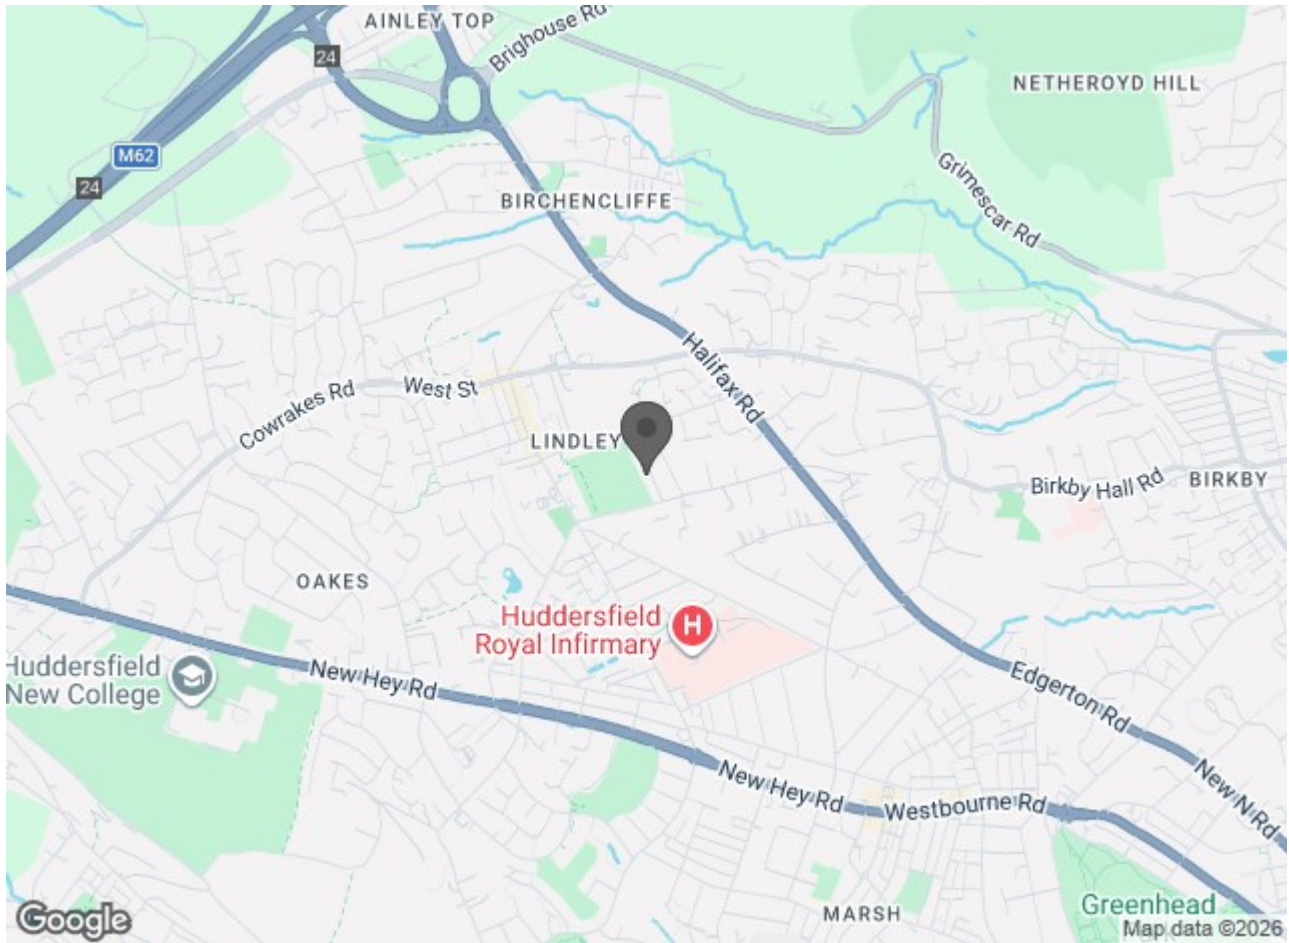 AINLEY TOP
Brighouse Rd
24
NETHEROYD HILL
M62
24
Grimescar Rd
BIRCHENCLIFFE
Halifax Rd
West St
Cowrakes Rd
LINDLEY
Birkby Hall Rd
BIRKBY
OAKES
Huddersfield
Royal Infirmary
H
Huddersfield
New College
New Hey Rd
Edgerton Rd
New Hey Rd
Westbourne Rd
New N Rd
MARSH
Greenhead
Google
Map data ©2026